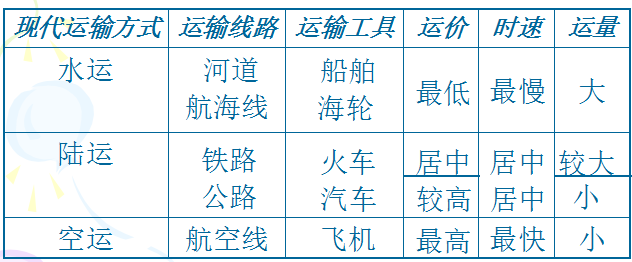 现代运输方式 运输线路 运输工具 运价 时速 运量
水运 河道 航海线 船舶 海轮 最低 最慢 大
陆运 铁路 火车 居中 居中 较大
公路 汽车 较高 居中 小
空运 航空线 飞机 最高 最快 小